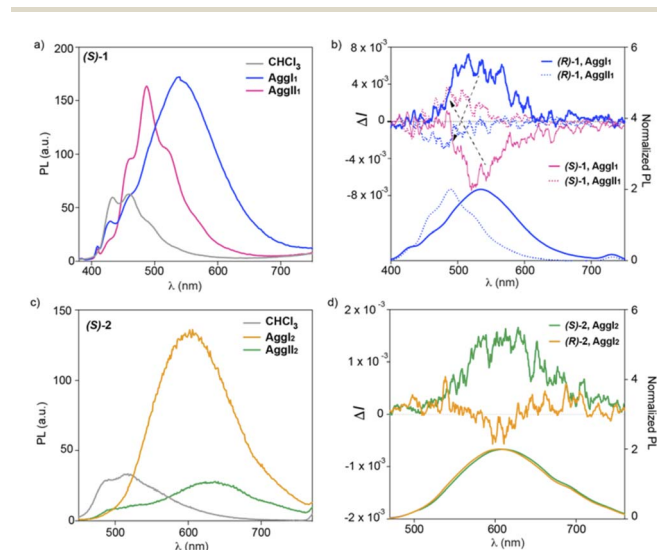 a)
(S)-1
PL (a.u.)
200
150
100
50
0
CHCl3
AggI1
AggII1
400 500 600 700
λ (nm)
b)
ΔI
8 x 10-3
4 x 10-3
0
-4 x 10-3
-8 x 10-3
(R)-1, AggI1
(R)-1, AggII1
(S)-1, AggI1
(S)-1, AggII1
6
4
2
0
Normalized PL
400 500 600 700
λ (nm)
c)
(S)-2
PL (a.u.)
150
100
50
0
CHCl3
AggI2
AggII2
500 600 700
λ (nm)
d)
ΔI
2 x 10-3
1 x 10-3
0
-1 x 10-3
-2 x 10-3
(S)-2, AggI2
(R)-2, AggI2
6
4
2
0
Normalized PL
500 600 700
λ (nm)